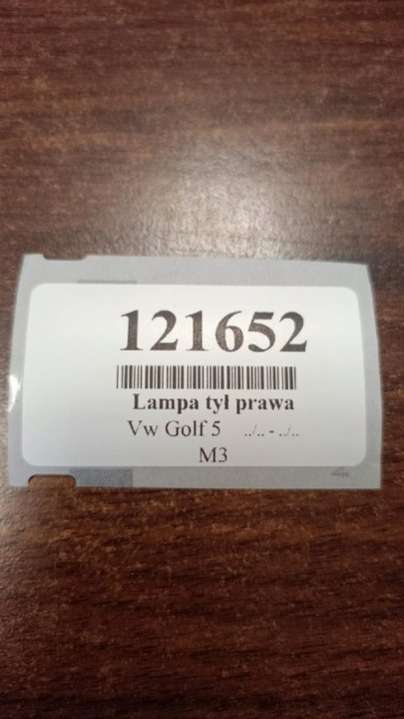 121652
Lampa tył prawa
Vw Golf 5 ../.. - ../..
M3